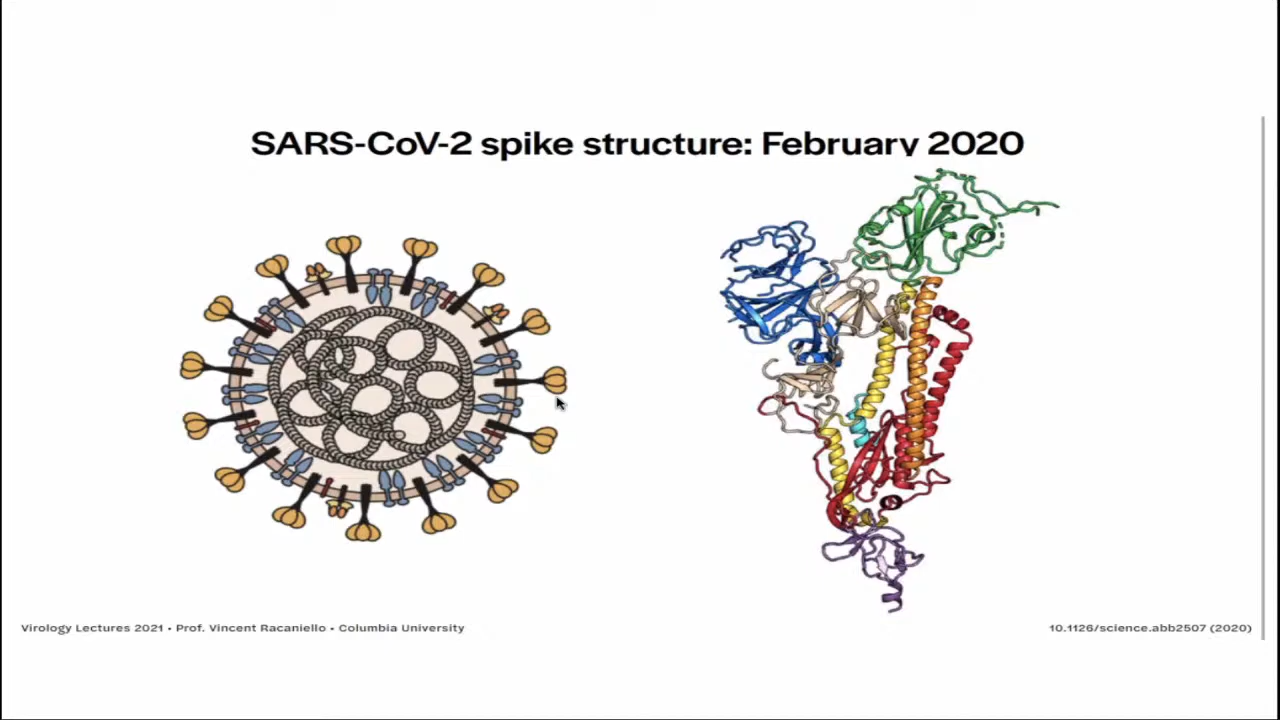 SARS-CoV-2 spike structure: February 2020
Virology Lectures 2021 • Prof. Vincent Racaniello • Columbia University
10.1126/science.abb2507 (2020)